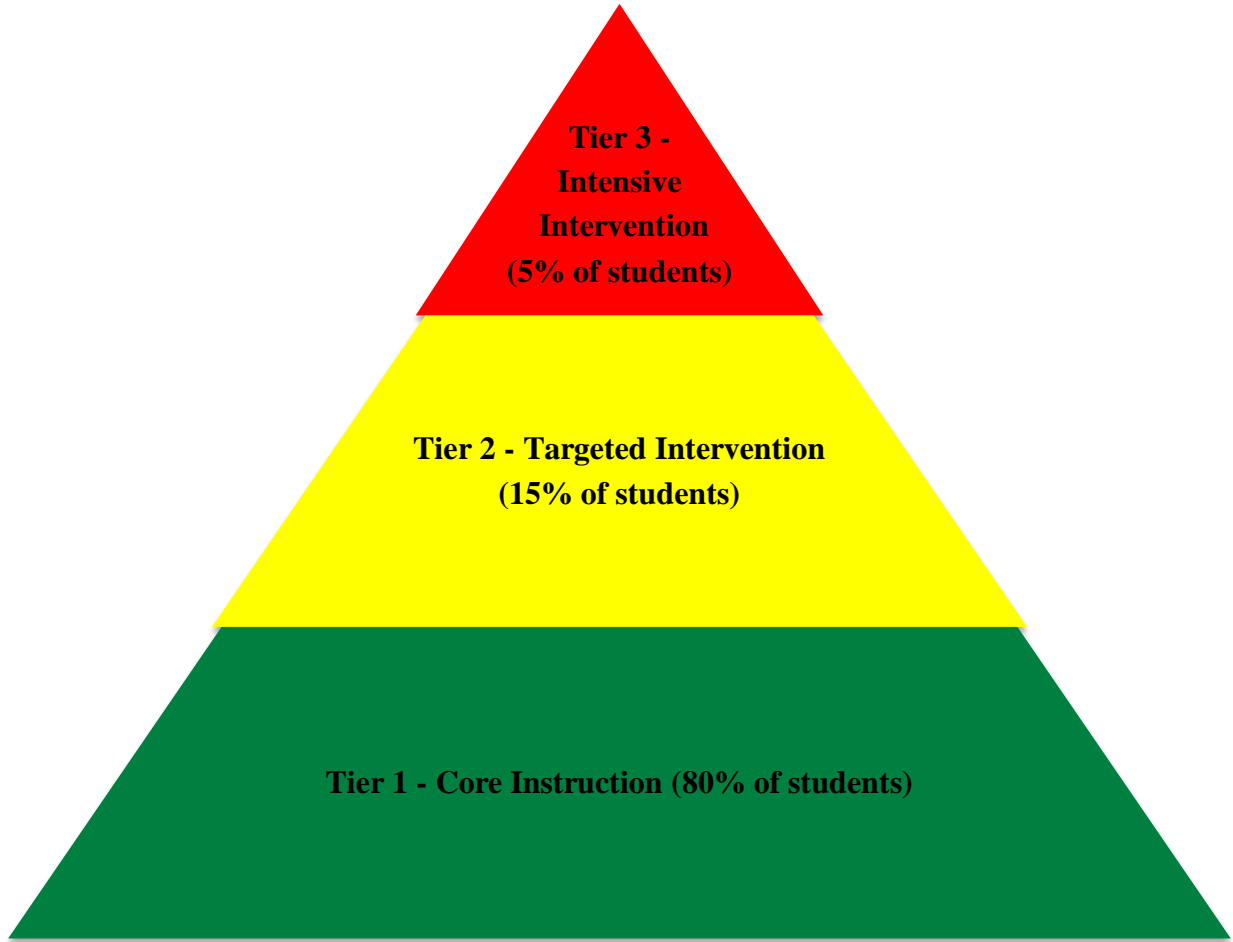 Tier 3 -
Intensive
Intervention
(5% of students)
Tier 2 - Targeted Intervention
(15% of students)
Tier 1 - Core Instruction (80% of students)